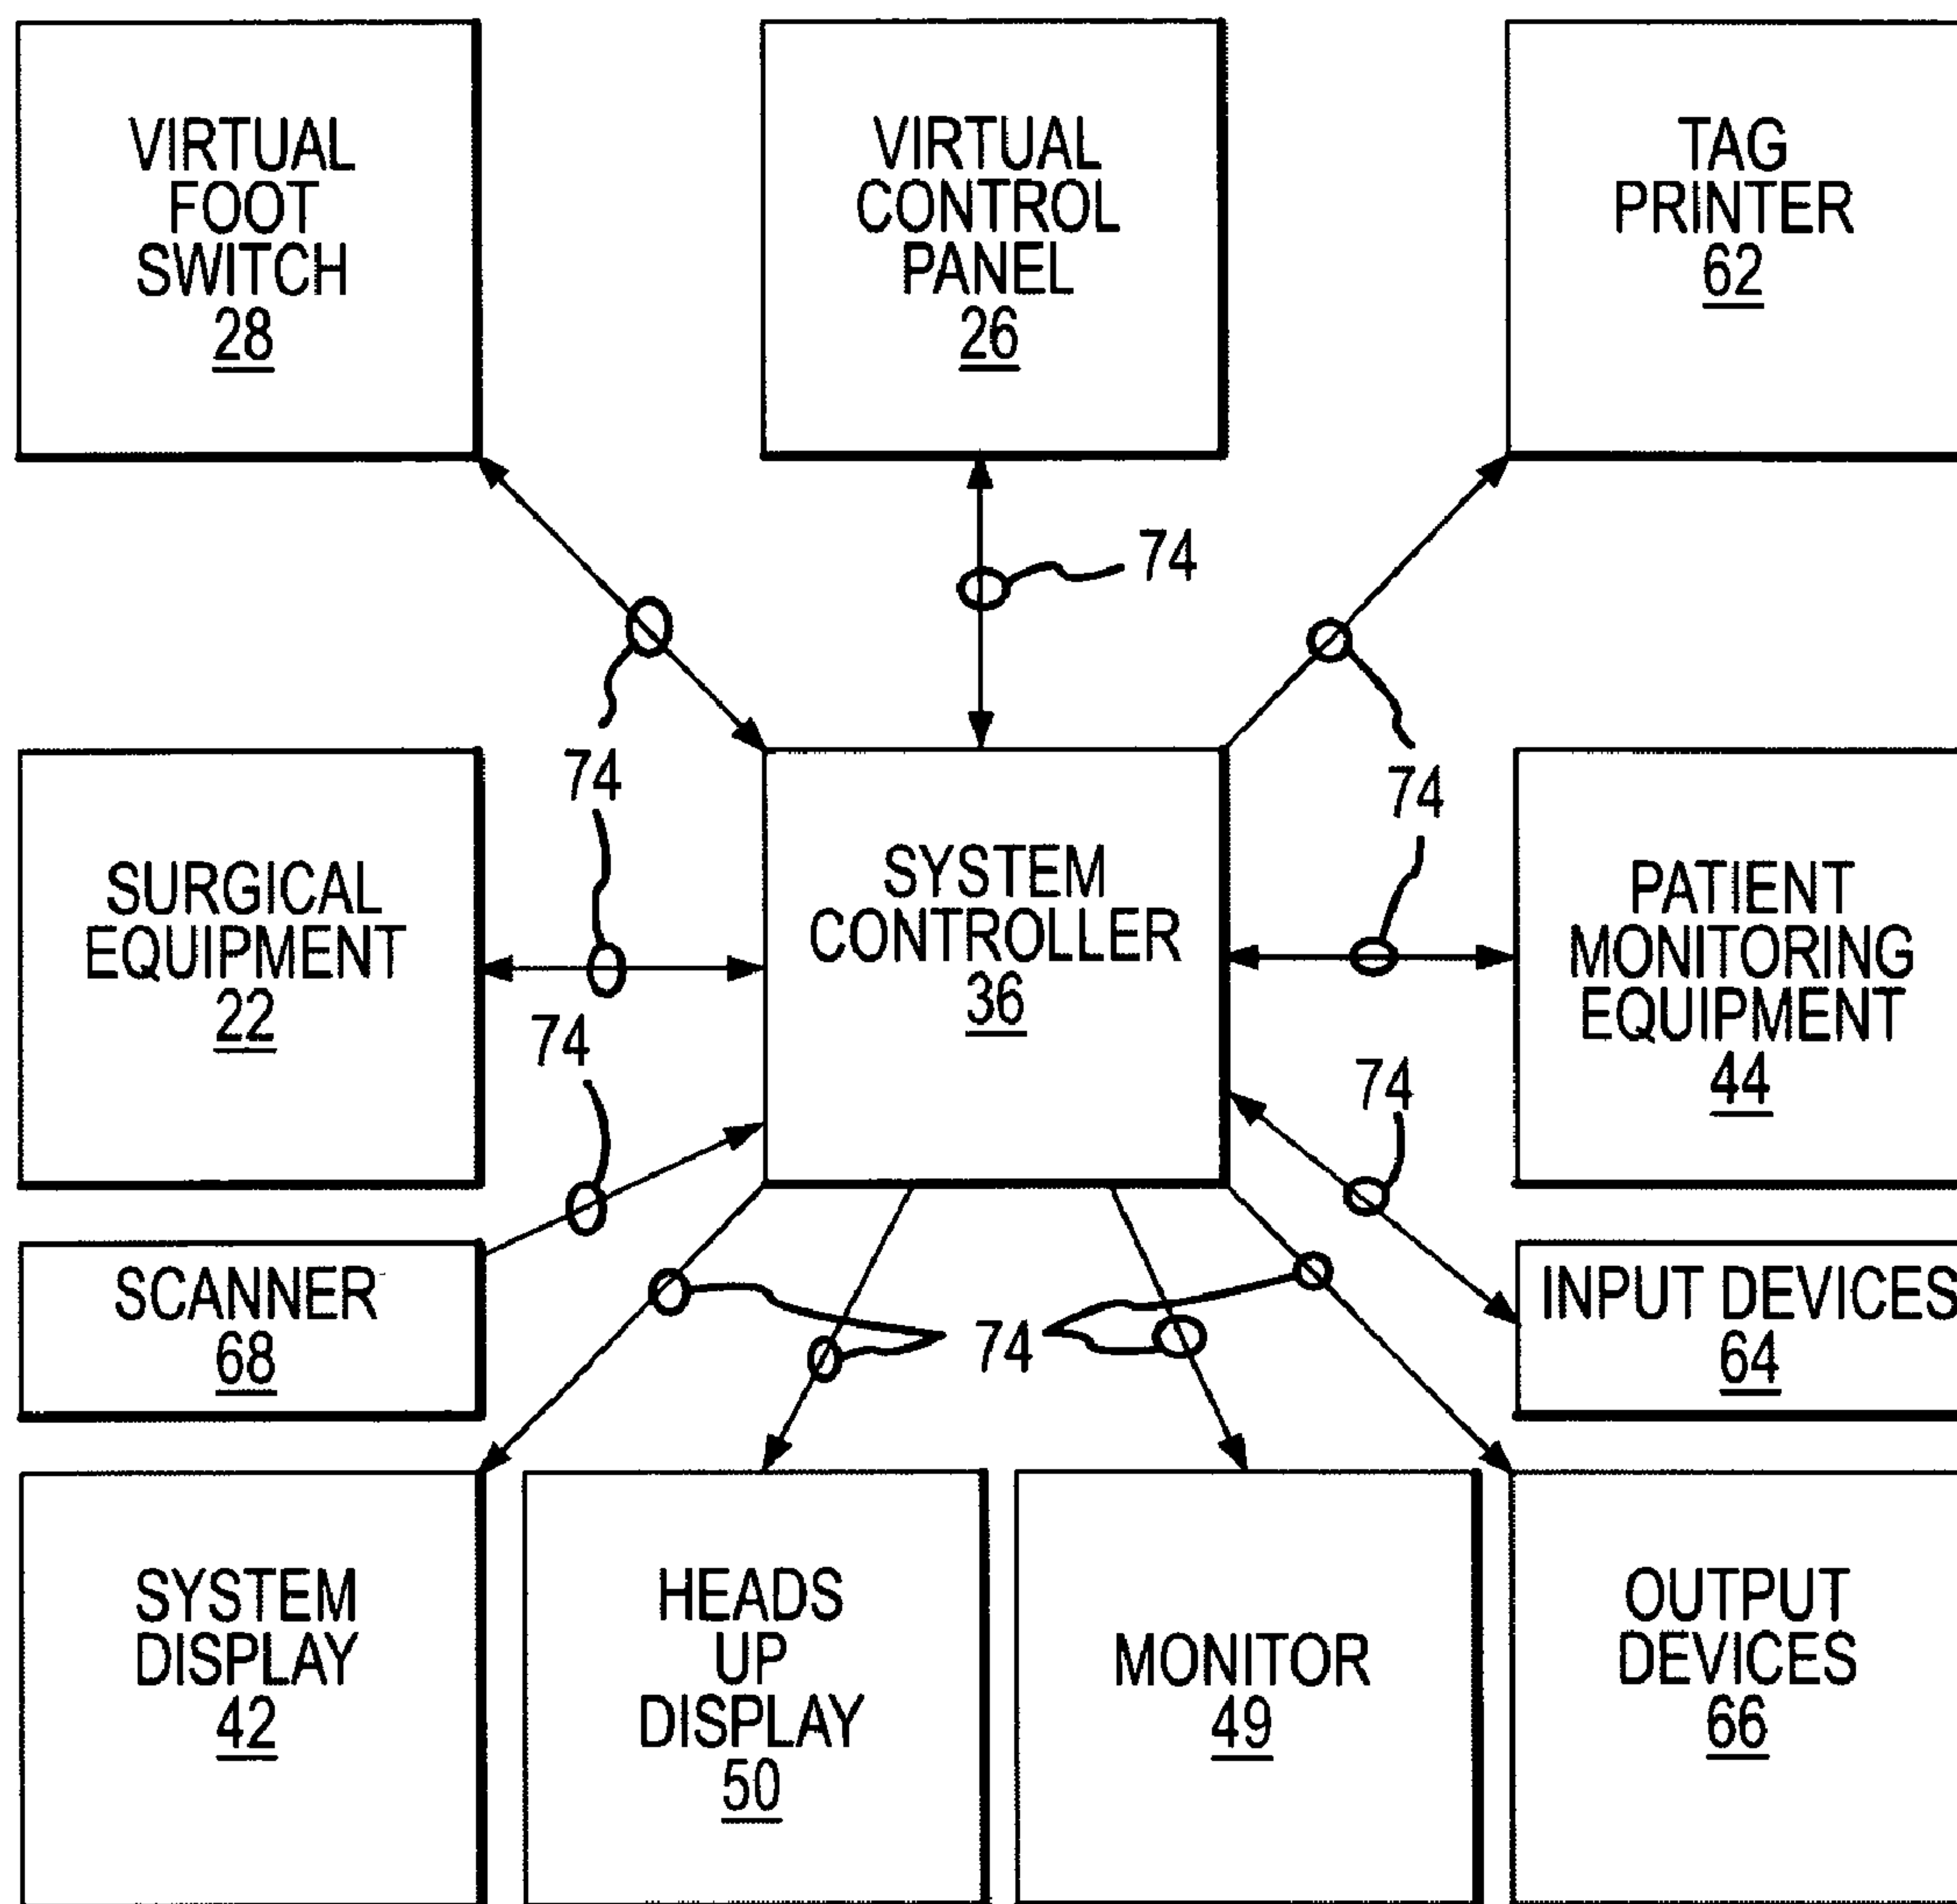 VIRTUAL
FOOT
SWITCH
28
VIRTUAL
CONTROL
PANEL
26
TAG
PRINTER
62
74
74
74
SURGICAL
EQUIPMENT
22
SYSTEM
CONTROLLER
36
PATIENT
MONITORING
EQUIPMENT
44
74
74
SCANNER
68
74
INPUT DEVICES
64
SYSTEM
DISPLAY
42
HEADS
UP
DISPLAY
50
MONITOR
49
OUTPUT
DEVICES
66